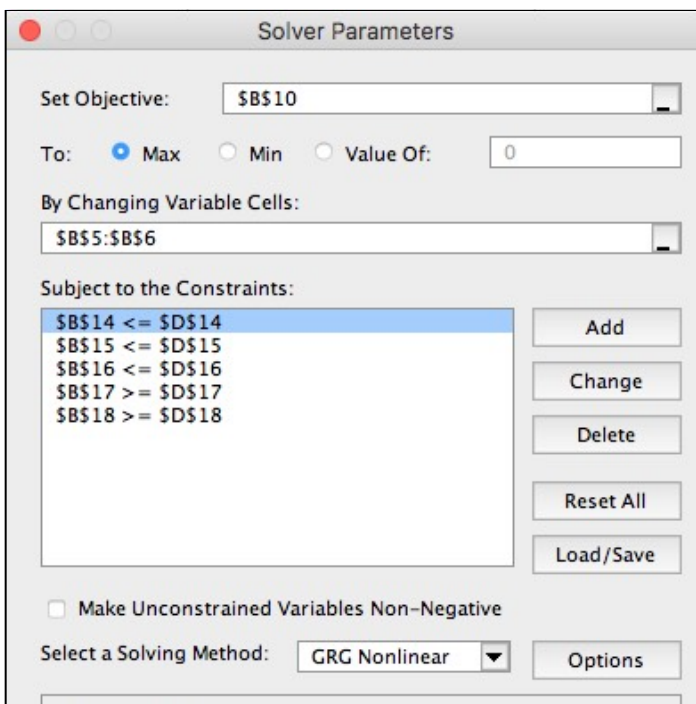 Solver Parameters
Set Objective: $B$10
To: Max Min Value Of: 0
By Changing Variable Cells:
$B$5:$B$6
Subject to the Constraints:
$B$14 <= $D$14
$B$15 <= $D$15
$B$16 <= $D$16
$B$17 >= $D$17
$B$18 >= $D$18
Add
Change
Delete
Reset All
Load/Save
Make Unconstrained Variables Non-Negative
Select a Solving Method: GRG Nonlinear Options